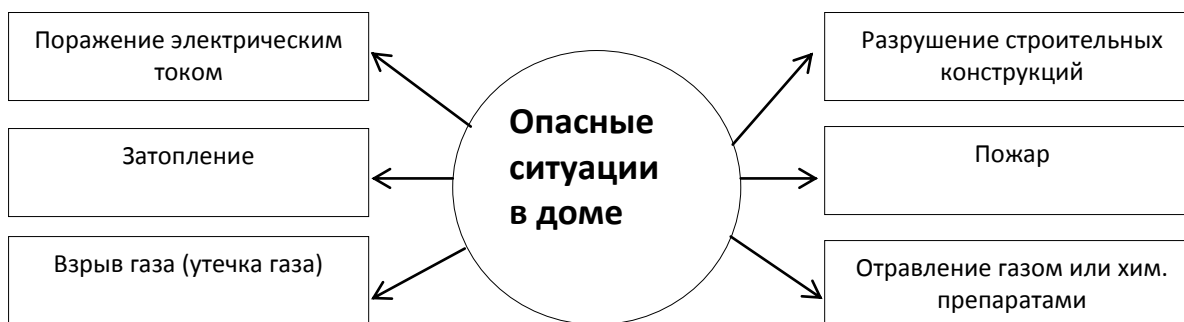 Поражение электрическим
током
Затопление
Взрыв газа (утечка газа)
Опасные
ситуации
в доме
Разрушение строительных
конструкций
Пожар
Отравление газом или хим.
препаратами